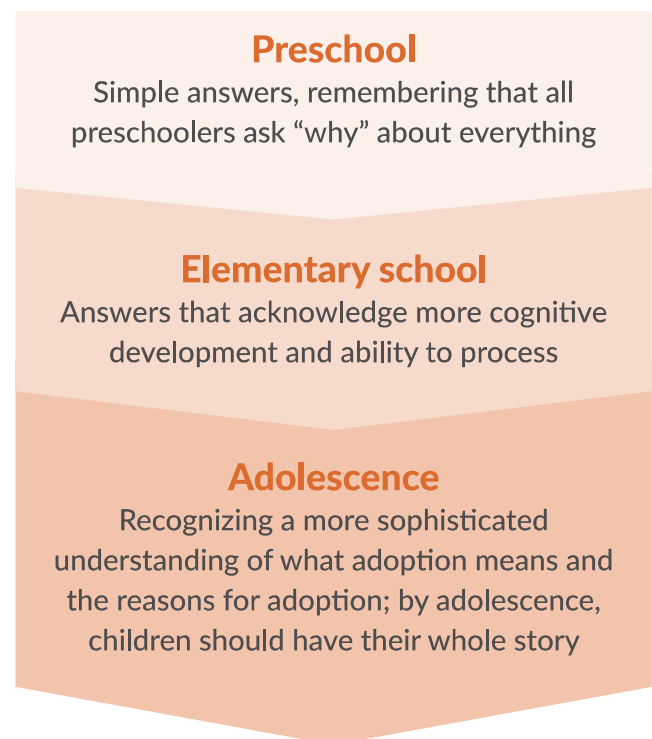 Preschool
Simple answers, remembering that all
preschoolers ask “why” about everything
Elementary school
Answers that acknowledge more cognitive
development and ability to process
Adolescence
Recognizing a more sophisticated
understanding of what adoption means and
the reasons for adoption; by adolescence,
children should have their whole story